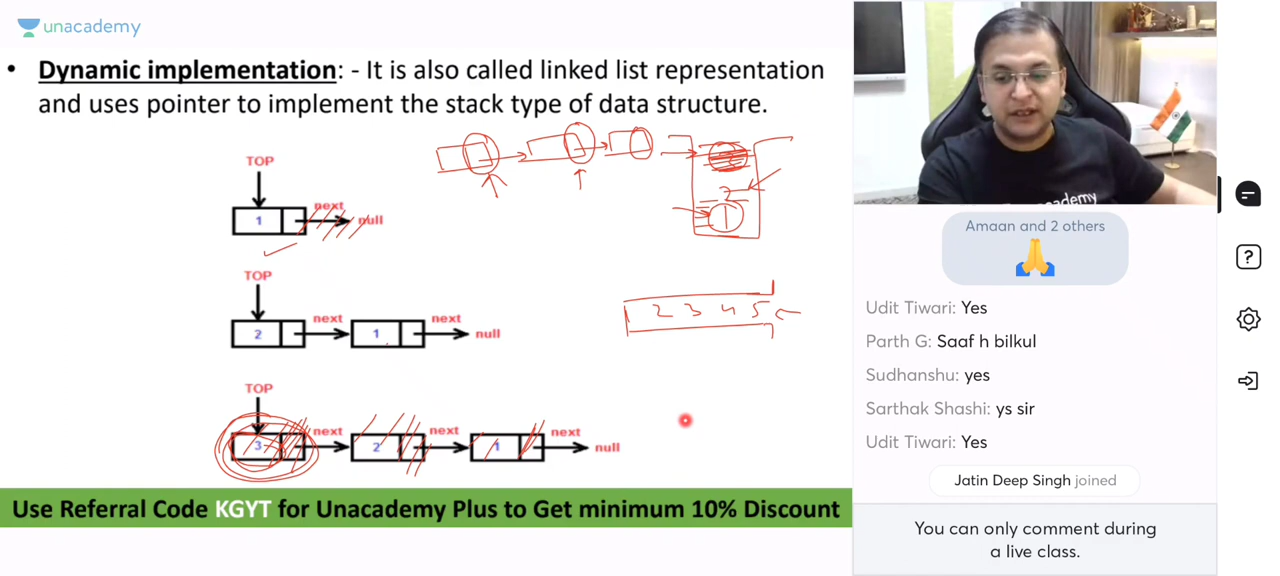 unacademy
• Dynamic implementation: - It is also called linked list representation
and uses pointer to implement the stack type of data structure.
TOP
1
next
null
2
1
2 3 4 5
TOP
2
next
1
next
null
TOP
3
next
2
next
1
next
null
Use Referral Code KGYT for Unacademy Plus to Get minimum 10% Discount
Amaan and 2 others
Udit Tiwari: Yes
Parth G: Saaf h bilkul
Sudhanshu: yes
Sarthak Shashi: ys sir
Udit Tiwari: Yes
Jatin Deep Singh joined
You can only comment during
a live class.
?